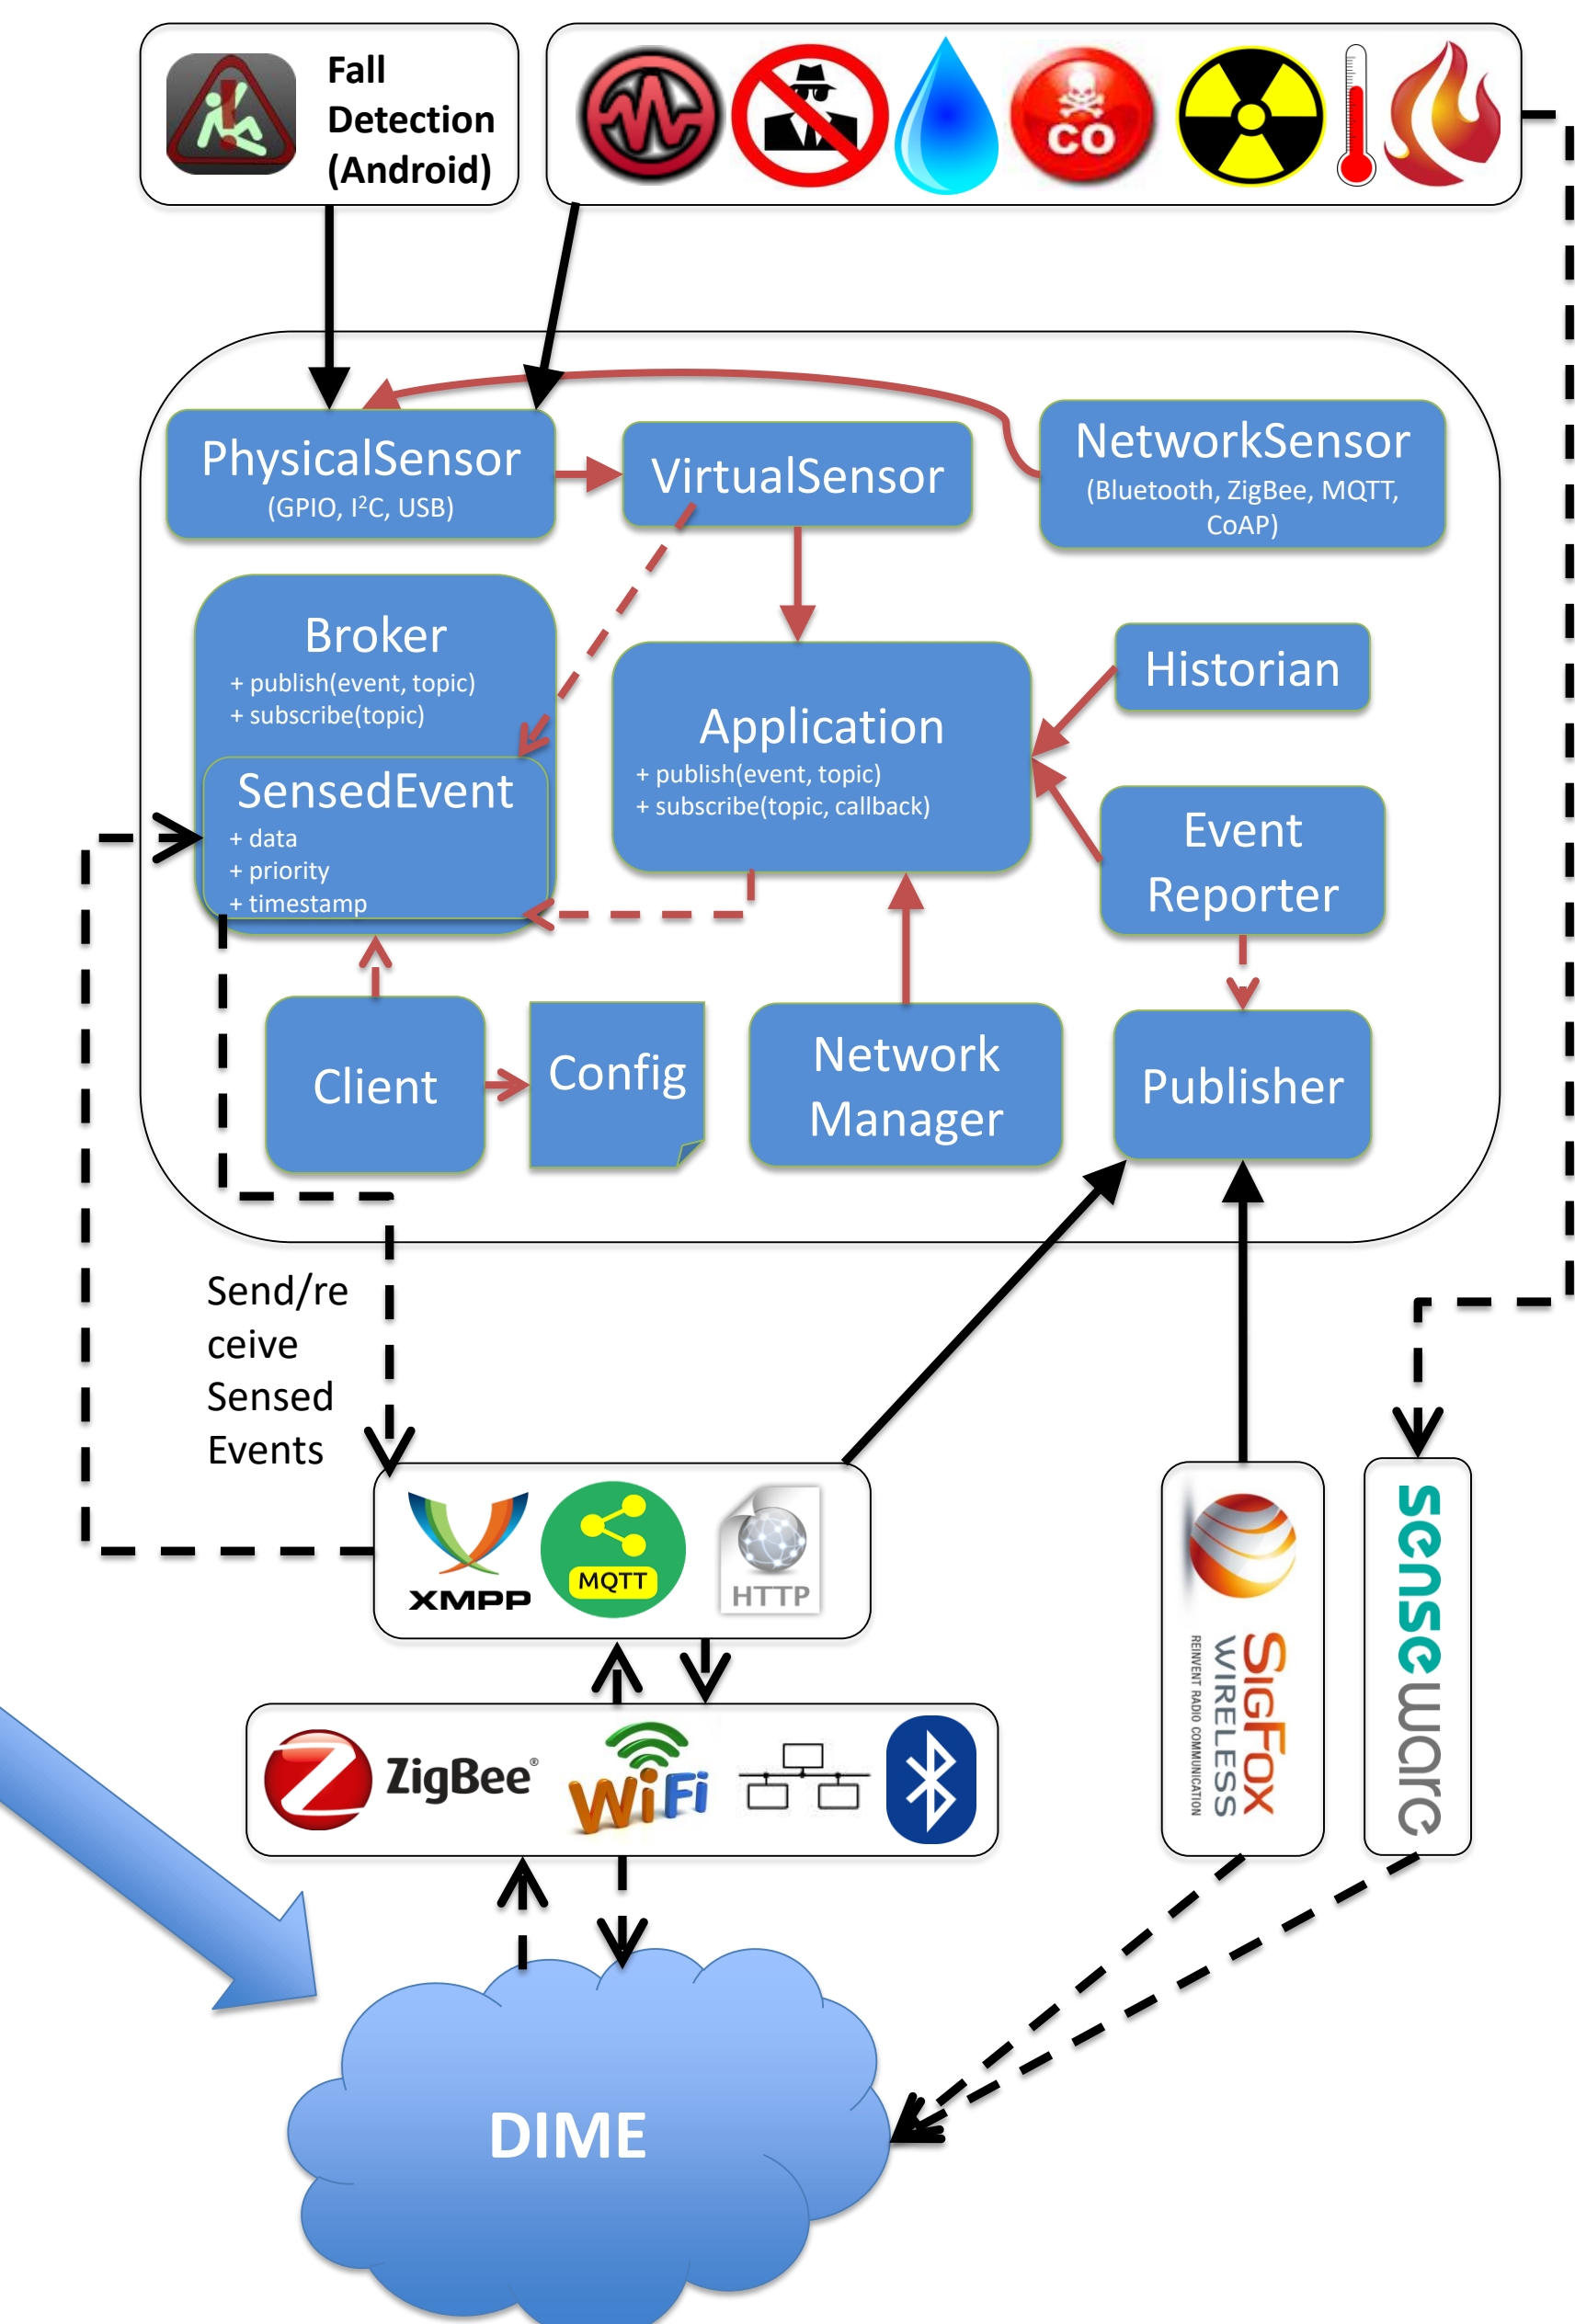 Fall
Detection
(Android)
CO
PhysicalSensor
(GPIO, I²C, USB)
VirtualSensor
NetworkSensor
(Bluetooth, ZigBee, MQTT,
CoAP)
Broker
+ publish(event, topic)
+ subscribe(topic)
SensedEvent
+ data
+ priority
+ timestamp
Application
+ publish(event, topic)
+ subscribe(topic, callback)
Historian
Event
Reporter
Client
Config
Network
Manager
Publisher
Send/re
ceive
Sensed
Events
XMPP
MQTT
HTTP
SIGFOX
WIRELESS
REINVENT RADIO COMMUNICATION
senseware
ZigBee®
WiFi
DIME